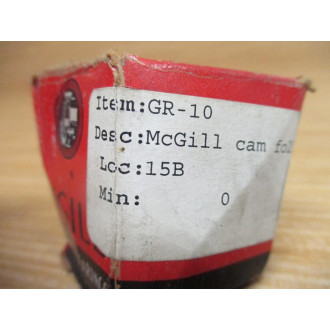 Item:GR-10
Desc:McGill cam fol
Loc:15B
Min: 0